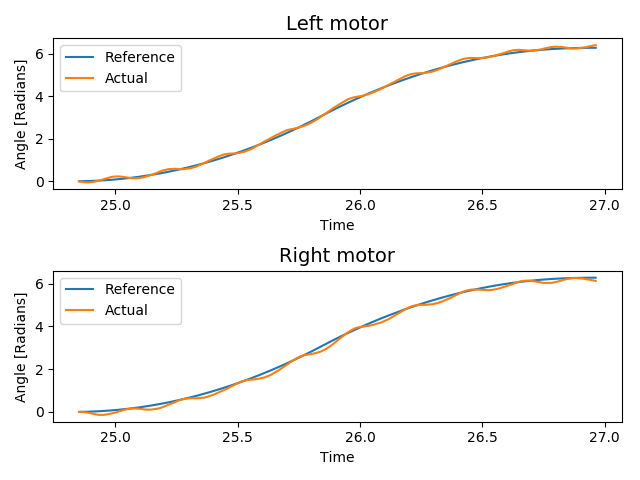 Left motor
Reference
Actual
Angle [Radians]
6
4
2
0
25.0 25.5 26.0 26.5 27.0
Time
Right motor
Reference
Actual
Angle [Radians]
6
4
2
0
25.0 25.5 26.0 26.5 27.0
Time